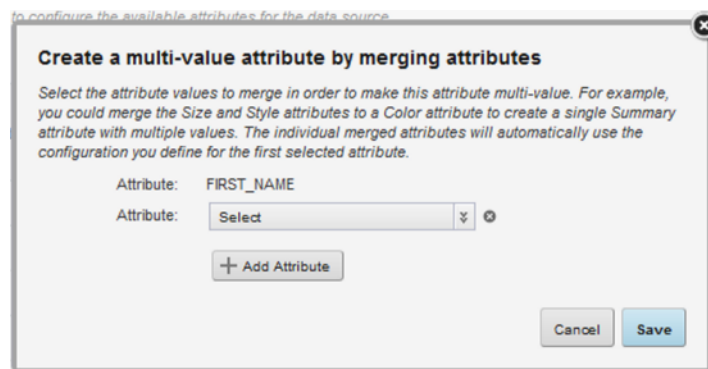 to configure the available attributes for the data source
Create a multi-value attribute by merging attributes
Select the attribute values to merge in order to make this attribute multi-value. For example,
you could merge the Size and Style attributes to a Color attribute to create a single Summary
attribute with multiple values. The individual merged attributes will automatically use the
configuration you define for the first selected attribute.
Attribute: FIRST_NAME
Attribute: Select
Add Attribute
Cancel Save